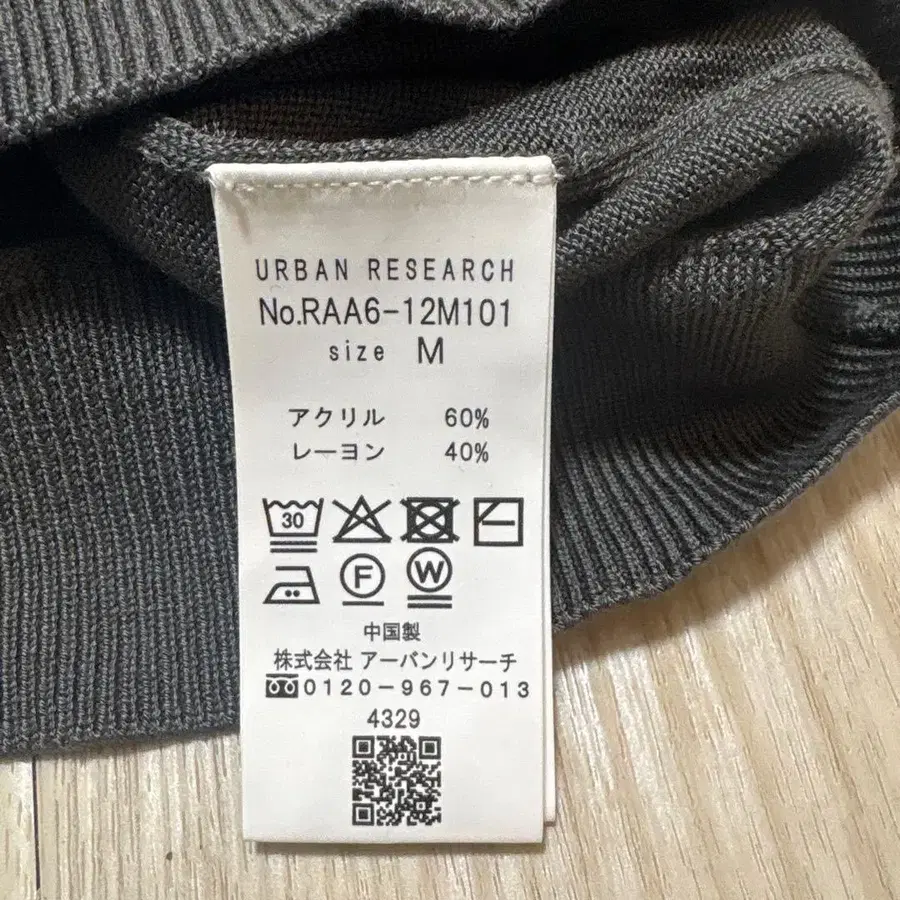 URBAN RESEARCH
No.RAA6-12M101
size M
アクリル 60%
レーヨン 40%
30
F W
中国製
株式会社 アーバンリサーチ
0120-967-013
4329